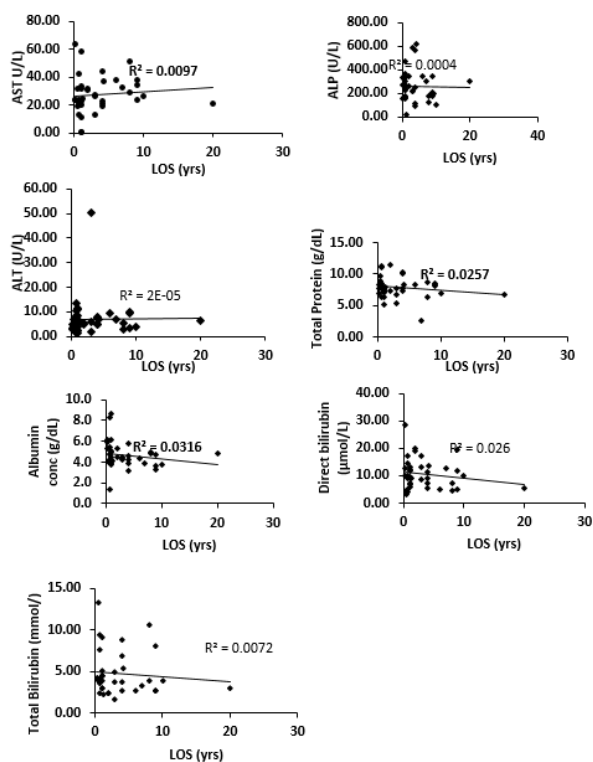 AST U/L
80.00
60.00
40.00
20.00
0.00
R² = 0.0097
0
10
20
30
LOS (yrs)
ALP (U/L)
800.00
600.00
400.00
200.00
0.00
R² = 0.0004
0
20
40
LOS (yrs)
ALT (U/L)
60.00
50.00
40.00
30.00
20.00
10.00
0.00
R² = 2E-05
0
10
20
30
LOS (yrs)
Total Protein (g/dL)
15.00
10.00
5.00
0.00
R² = 0.0257
0
10
20
30
LOS (yrs)
Albumin
conc (g/dL)
10.0
8.0
6.0
4.0
2.0
0.0
R² = 0.0316
0
10
20
30
LOS (yrs)
Direct bilirubin
(µmol/L)
40.00
30.00
20.00
10.00
0.00
R² = 0.026
0
10
20
30
LOS (yrs)
Total Bilirubin (mmol/)
15.00
10.00
5.00
0.00
R² = 0.0072
0
10
20
30
LOS (yrs)